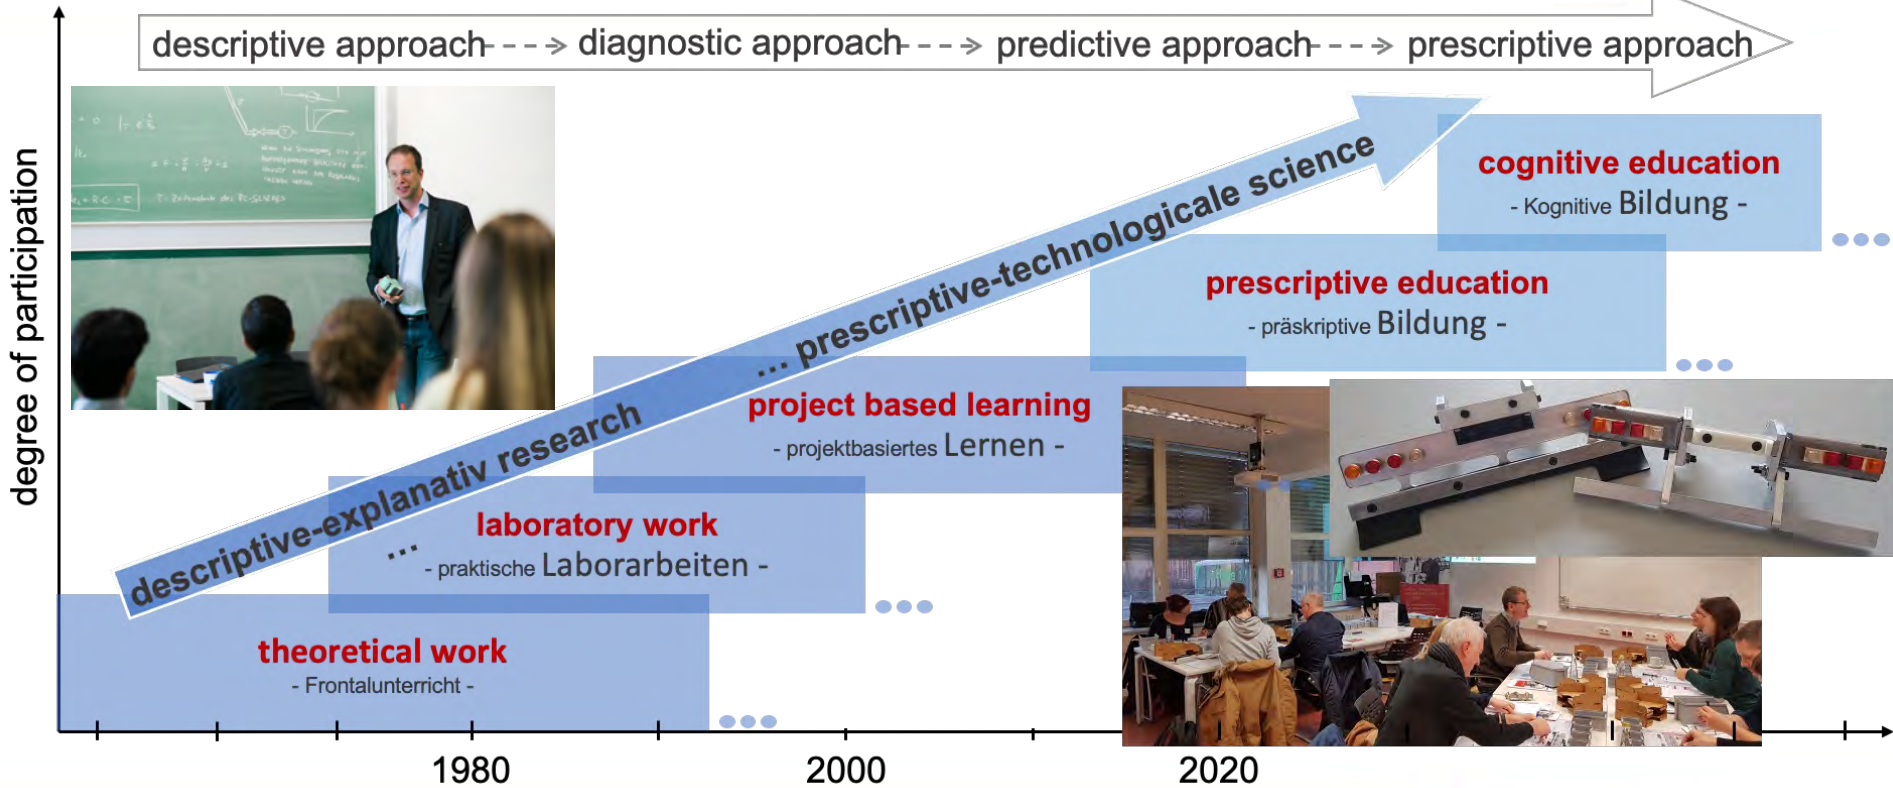 descriptive approach ---> diagnostic approach ---> predictive approach ---> prescriptive approach
degree of participation
descriptive-explanativ research
... prescriptive-technologicale science
cognitive education
- Kognitive Bildung -
prescriptive education
- präskriptive Bildung -
project based learning
- projektbasiertes Lernen -
laboratory work
... - praktische Laborarbeiten -
theoretical work
- Frontalunterricht -
1980
2000
2020